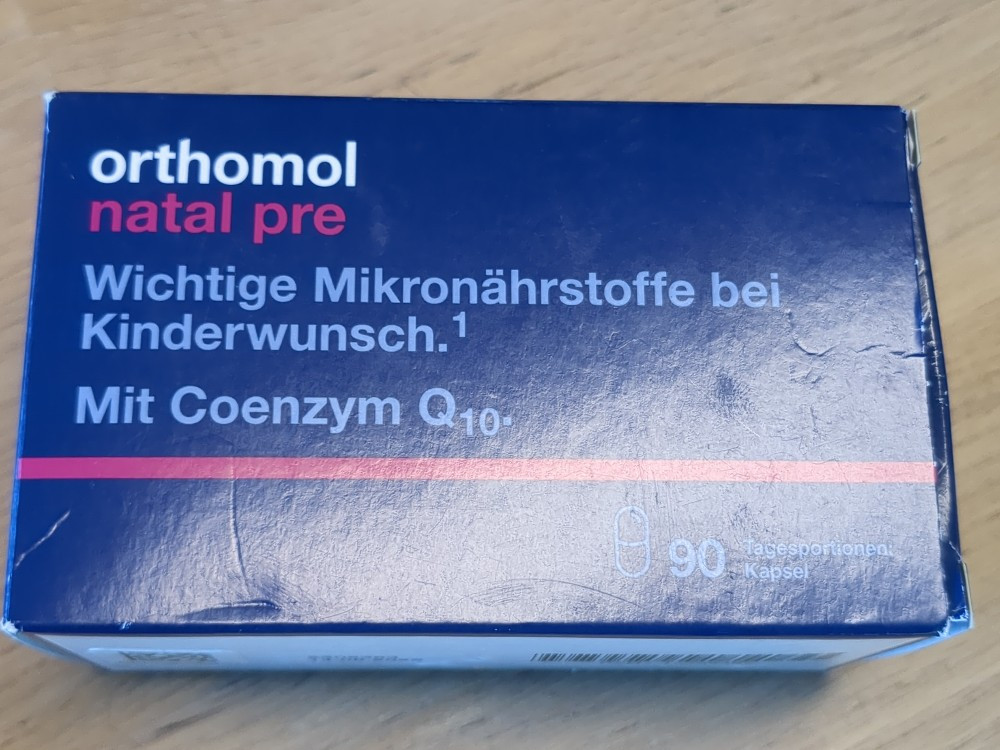 orthomol
natal pre
Wichtige Mikronährstoffe bei
Kinderwunsch.¹
Mit Coenzym Q₁₀.
90 Tagesportionen:
Kapsel